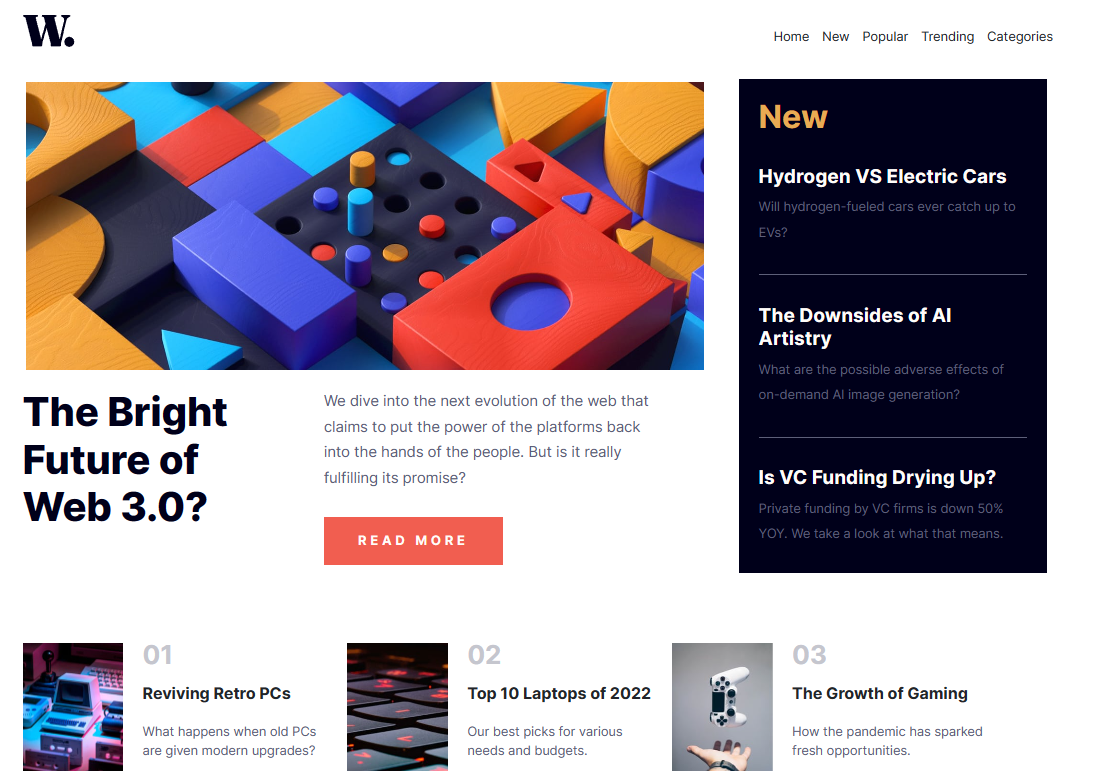 W.
Home New Popular Trending Categories
New
Hydrogen VS Electric Cars
Will hydrogen-fueled cars ever catch up to
EVs?
The Downsides of AI
Artistry
What are the possible adverse effects of
on-demand AI image generation?
Is VC Funding Drying Up?
Private funding by VC firms is down 50%
YOY. We take a look at what that means.
The Bright
Future of
Web 3.0?
We dive into the next evolution of the web that
claims to put the power of the platforms back
into the hands of the people. But is it really
fulfilling its promise?
READ MORE
01
Reviving Retro PCs
What happens when old PCs
are given modern upgrades?
02
Top 10 Laptops of 2022
Our best picks for various
needs and budgets.
03
The Growth of Gaming
How the pandemic has sparked
fresh opportunities.